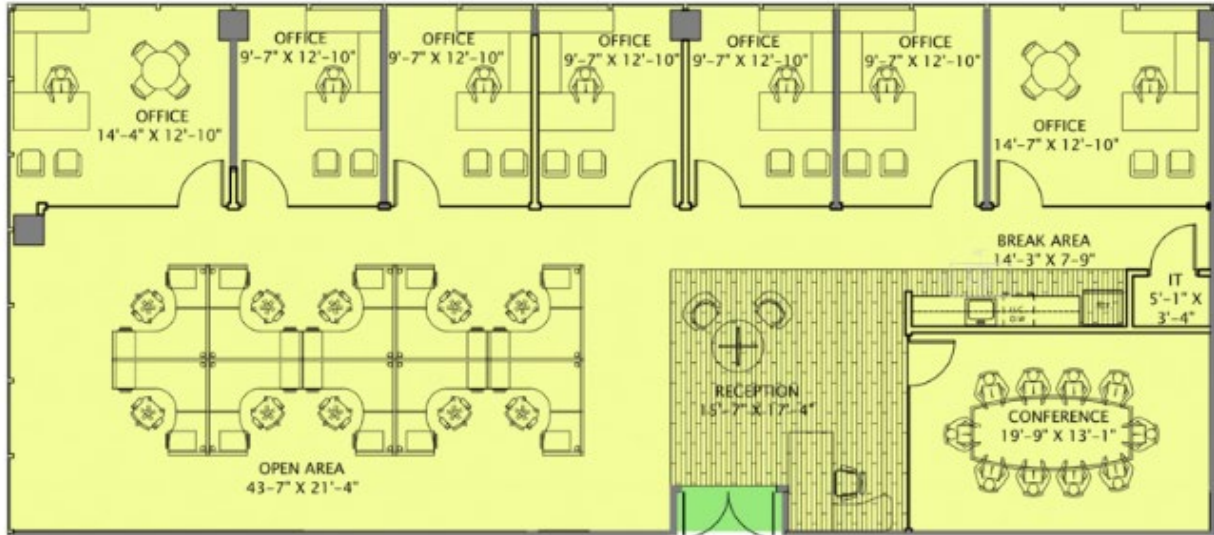 OFFICE
14'-4" X 12'-10"
OFFICE
9'-7" X 12'-10"
OFFICE
9'-7" X 12'-10"
OFFICE
9'-7" X 12'-10"
OFFICE
9'-7" X 12'-10"
OFFICE
9'-7" X 12'-10"
OFFICE
14'-7" X 12'-10"
BREAK AREA
14'-3" X 7'-9"
IT
5'-1" X
3'-4"
RECEPTION
15'-7" X 17'-4"
CONFERENCE
19'-9" X 13'-1"
OPEN AREA
43'-7" X 21'-4"